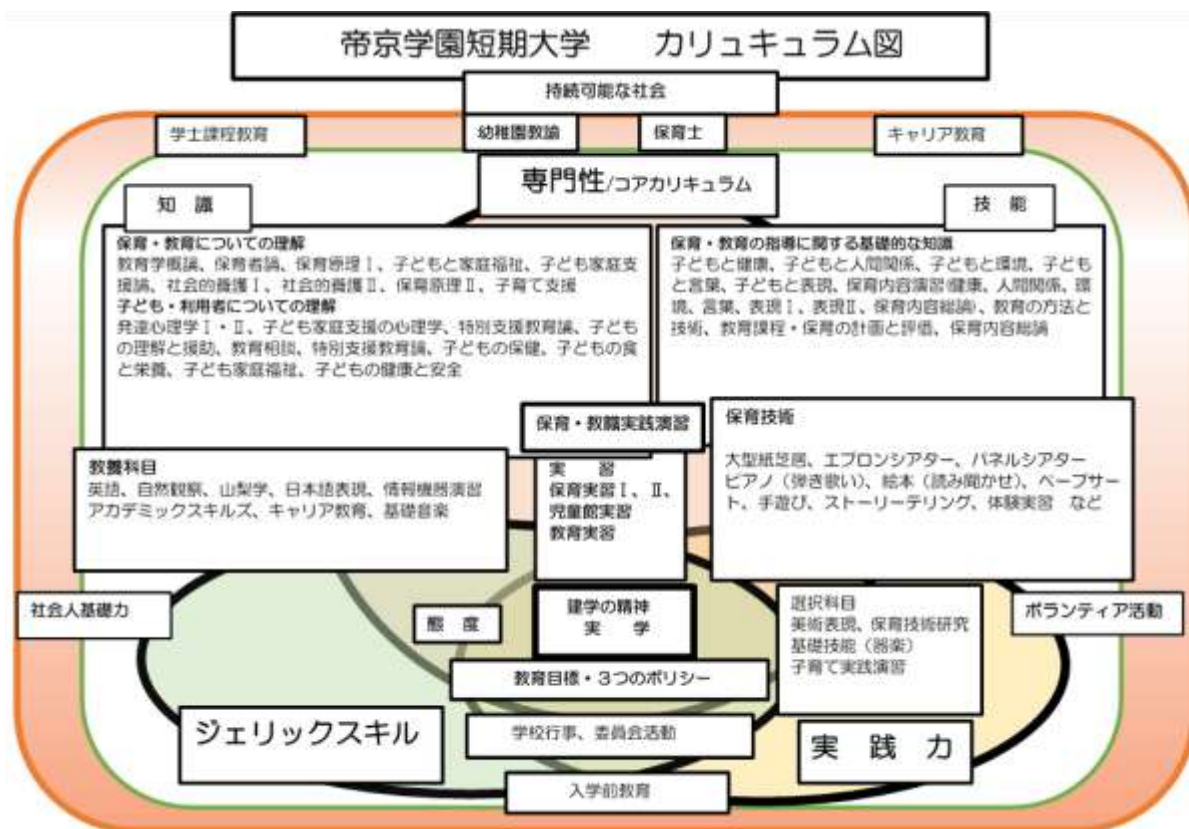 帝京学園短期大学　　カリュキュラム図
持続可能な社会
学士課程教育
幼稚園教諭
保育士
キャリア教育
専門性/コアカリキュラム
知　識
技　能
保育・教育についての理解
教育学概論、保育者論、保育原理Ⅰ、子どもと家庭福祉、子ども家庭支
援論、社会的養護Ⅰ、社会的養護Ⅱ、保育原理Ⅱ、子育て支援
子ども・利用者についての理解
発達心理学Ⅰ・Ⅱ、子ども家庭支援の心理学、特別支援教育論、子ども
の理解と援助、教育相談、特別支援教育論、子どもの保健、子どもの食
と栄養、子ども家庭福祉、子どもの健康と安全
保育・教育の指導に関する基礎的な知識
子どもと健康、子どもと人間関係、子どもと環境、子ども
と言葉、子どもと表現、保育内容演習(健康、人間関係、環
境、言葉、表現Ⅰ、表現Ⅱ、保育内容総論)、教育の方法と
技術、教育課程・保育の計画と評価、保育内容総論
保育・教職実践演習
実　習
保育実習Ⅰ、Ⅱ、
児童館実習
教育実習
保育技術
大型紙芝居、エプロンシアター、パネルシアター
ピアノ（弾き歌い）、絵本（読み聞かせ）、ペープサー
ト、手遊び、ストーリーテリング、体験実習　など
教養科目
英語、自然観察、山梨学、日本語表現、情報機器演習
アカデミックスキルズ、キャリア教育、基礎音楽
社会人基礎力
態　度
建学の精神
実　学
選択科目
美術表現、保育技術研究
基礎技能（器楽）
子育て実践演習
ボランティア活動
教育目標・３つのポリシー
ジェリックスキル
学校行事、委員会活動
実　践　力
入学前教育